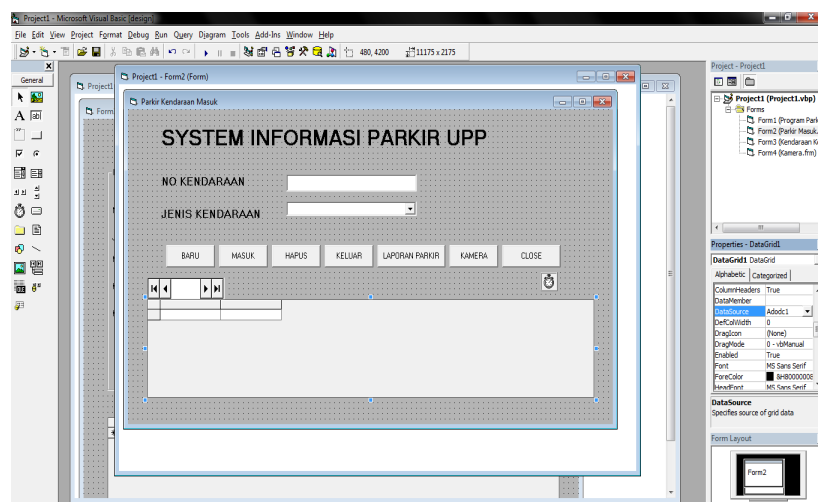 Project1 - Microsoft Visual Basic [design]
File Edit View Project Format Debug Run Query Diagram Tools Add-Ins Window Help
480, 4200 11175 x 2175
General
Project1
Form
Project1 - Form2 (Form)
Parkir Kendaraan Masuk
SYSTEM INFORMASI PARKIR UPP
NO KENDARAAN
JENIS KENDARAAN
BARU MASUK HAPUS KELUAR LAPORAN PARKIR KAMERA CLOSE
Project - Project1
Project1 (Project1.vbp)
Forms
Form1 (Program Park
Form2 (Parkir Masuk.
Form3 (Kendaraan K
Form4 (Kamera.frm)
Properties - DataGrid1
DataGrid1 DataGrid
Alphabetic Categorized
ColumnHeaders True
DataMember
DataSource Adodc1
DefColWidth 0
DragIcon (None)
DragMode 0 - vbManual
Enabled True
Font MS Sans Serif
ForeColor &H80000008
HeadFont MS Sans Serif
DataSource
Specifies source of grid data
Form Layout
Form2